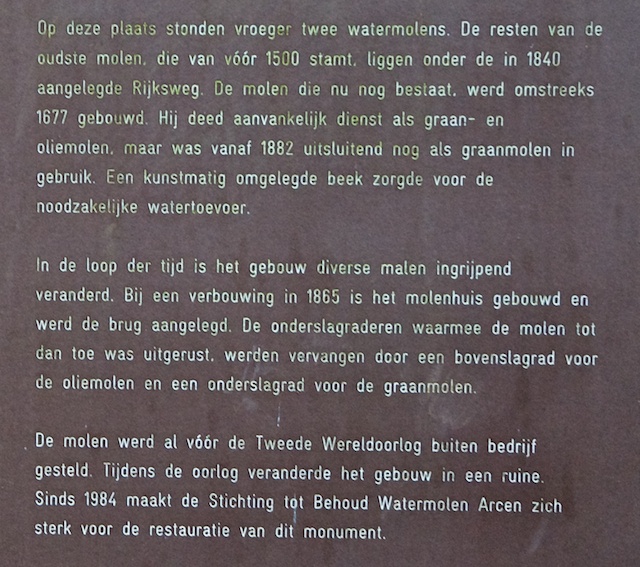 Op deze plaats stonden vroeger twee watermolens. De resten van de
oudste molen, die van vóór 1500 stamt, liggen onder de in 1840
aangelegde Rijksweg. De molen die nu nog bestaat, werd omstreeks
1677 gebouwd. Hij deed aanvankelijk dienst als graan- en
oliemolen, maar was vanaf 1882 uitsluitend nog als graanmolen in
gebruik. Een kunstmatig omgelegde beek zorgde voor de
noodzakelijke watertoevoer.
In de loop der tijd is het gebouw diverse malen ingrijpend
veranderd. Bij een verbouwing in 1865 is het molenhuis gebouwd en
werd de brug aangelegd. De onderslagraderen waarmee de molen tot
dan toe was uitgerust, werden vervangen door een bovenslagrad voor
de oliemolen en een onderslagrad voor de graanmolen.
De molen werd al vóór de Tweede Wereldoorlog buiten bedrijf
gesteld. Tijdens de oorlog veranderde het gebouw in een ruine.
Sinds 1984 maakt de Stichting tot Behoud Watermolen Arcen zich
sterk voor de restauratie van dit monument.